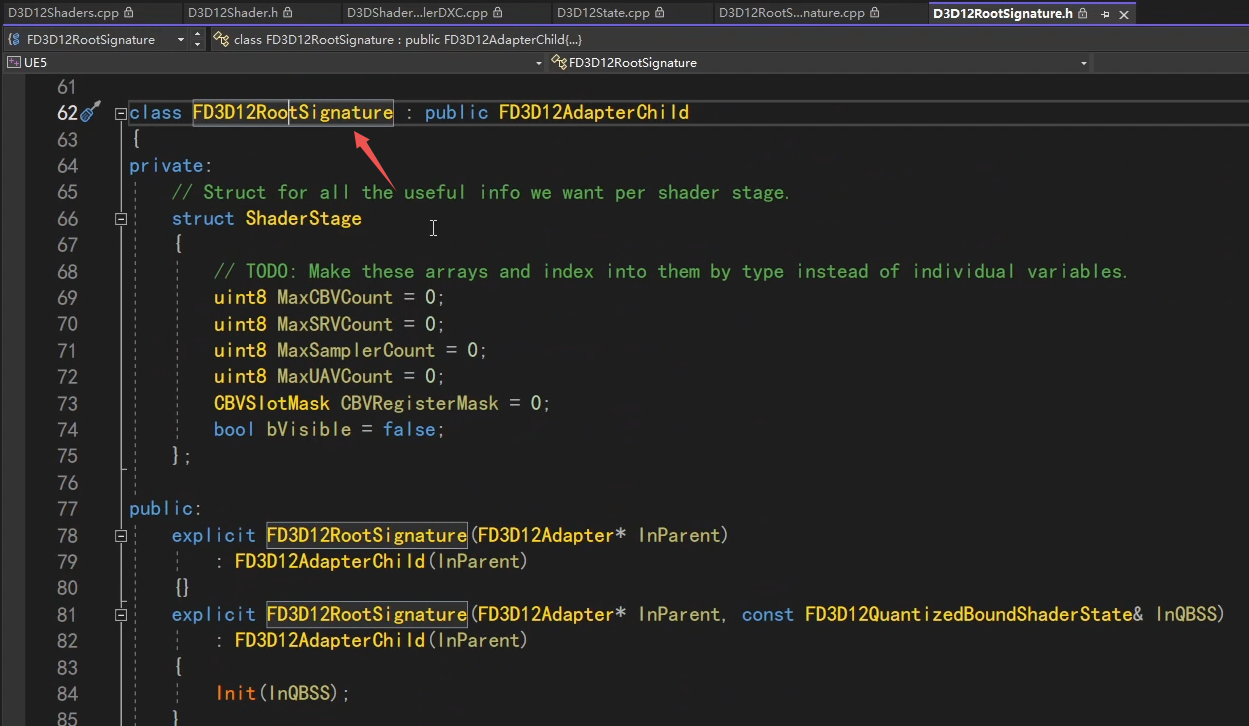 D3D12Shaders.cpp D3D12Shader.h D3DShader...lerDXC.cpp D3D12State.cpp D3D12RootS...nature.cpp D3D12RootSignature.h
FD3D12RootSignature class FD3D12RootSignature : public FD3D12AdapterChild{...}
UE5 FD3D12RootSignature
61
62 class FD3D12RootSignature : public FD3D12AdapterChild
63 {
64 private:
65 // Struct for all the useful info we want per shader stage.
66 struct ShaderStage
67 {
68 // TODO: Make these arrays and index into them by type instead of individual variables.
69 uint8 MaxCBVCount = 0;
70 uint8 MaxSRVCount = 0;
71 uint8 MaxSamplerCount = 0;
72 uint8 MaxUAVCount = 0;
73 CBVSlotMask CBVRegisterMask = 0;
74 bool bVisible = false;
75 };
76
77 public:
78 explicit FD3D12RootSignature(FD3D12Adapter* InParent)
79 : FD3D12AdapterChild(InParent)
80 {}
81 explicit FD3D12RootSignature(FD3D12Adapter* InParent, const FD3D12QuantizedBoundShaderState& InQBSS)
82 : FD3D12AdapterChild(InParent)
83 {
84 Init(InQBSS);
85 }